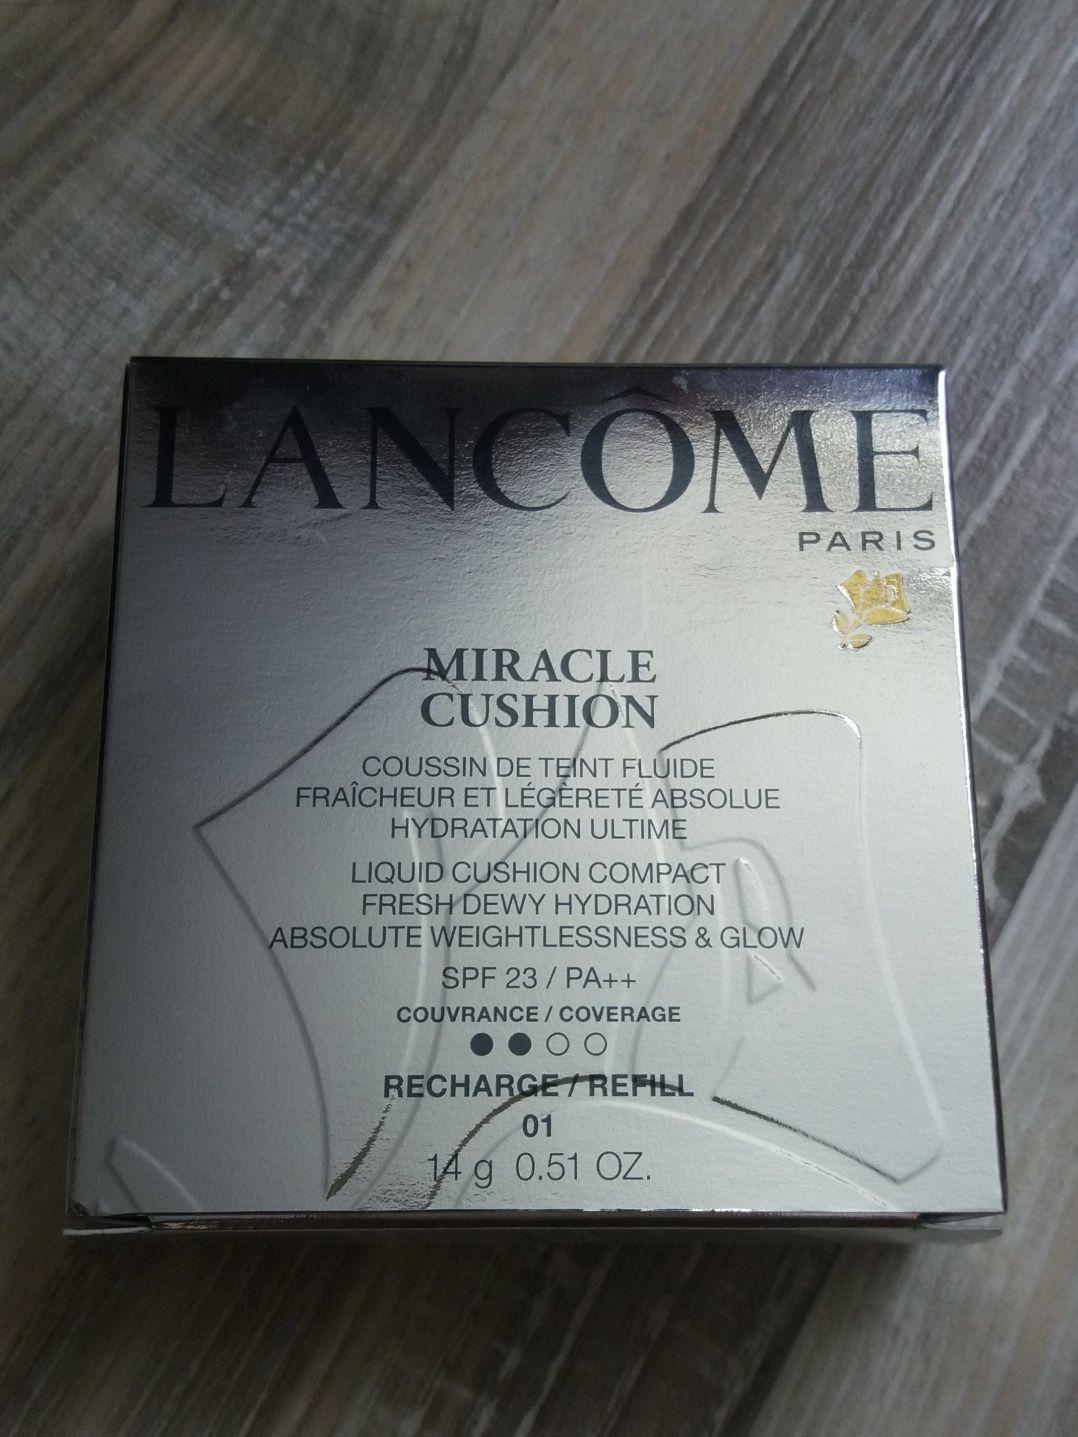 LANCÔME
PARIS
MIRACLE
CUSHION
COUSSIN DE TEINT FLUIDE
FRAÎCHEUR ET LÉGÈRETÉ ABSOLUE
HYDRATATION ULTIME
LIQUID CUSHION COMPACT
FRESH DEWY HYDRATION
ABSOLUTE WEIGHTLESSNESS & GLOW
SPF 23 / PA++
COUVRANCE / COVERAGE
RECHARGE / REFILL
01
14 g 0.51 OZ.